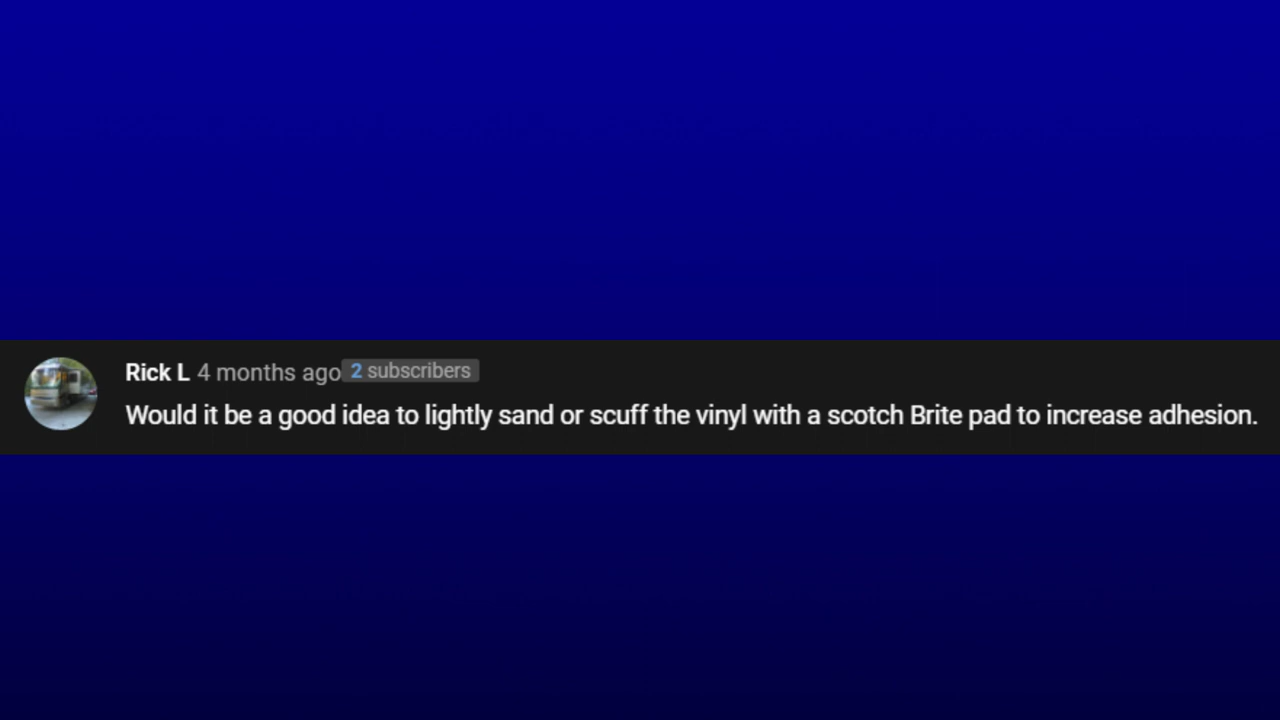 Rick L 4 months ago 2 subscribers
Would it be a good idea to lightly sand or scuff the vinyl with a scotch Brite pad to increase adhesion.